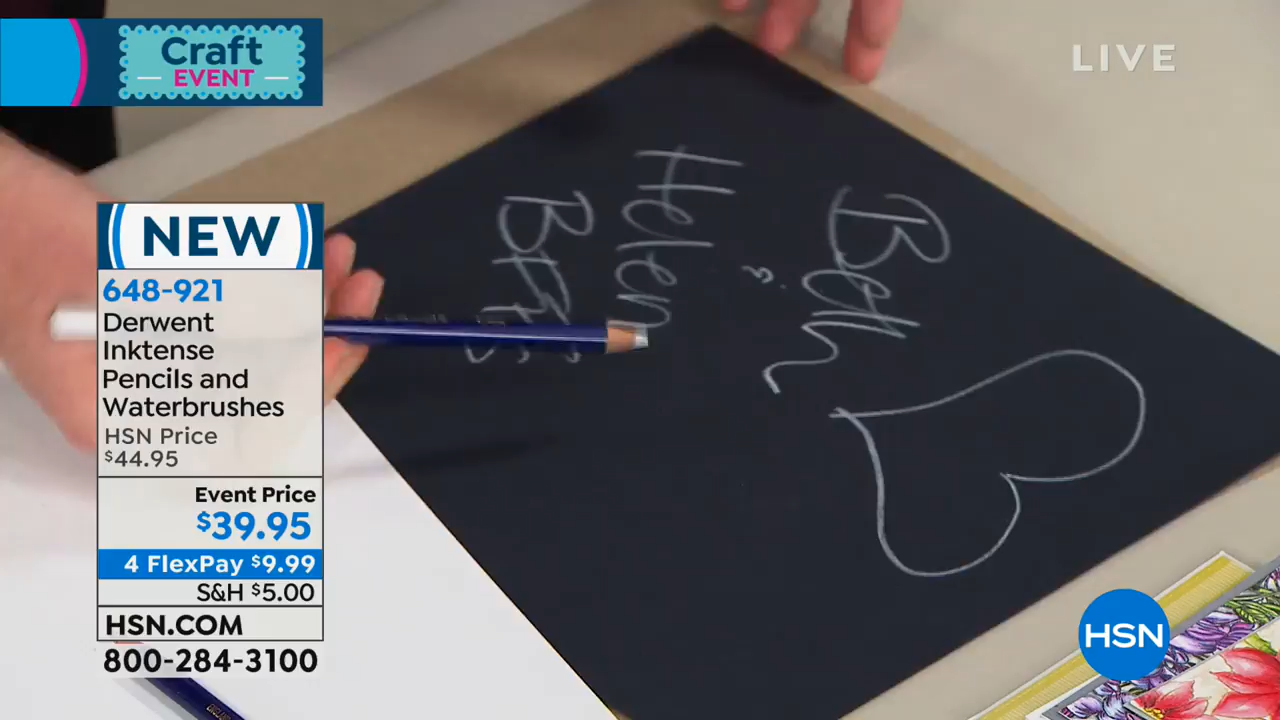 Craft
EVENT
LIVE
NEW
648-921
Derwent
Inktense
Pencils and
Waterbrushes
HSN Price
$44.95
Event Price
$39.95
4 FlexPay $9.99
S&H $5.00
HSN.COM
800-284-3100
Beth
&
Helen
HSN